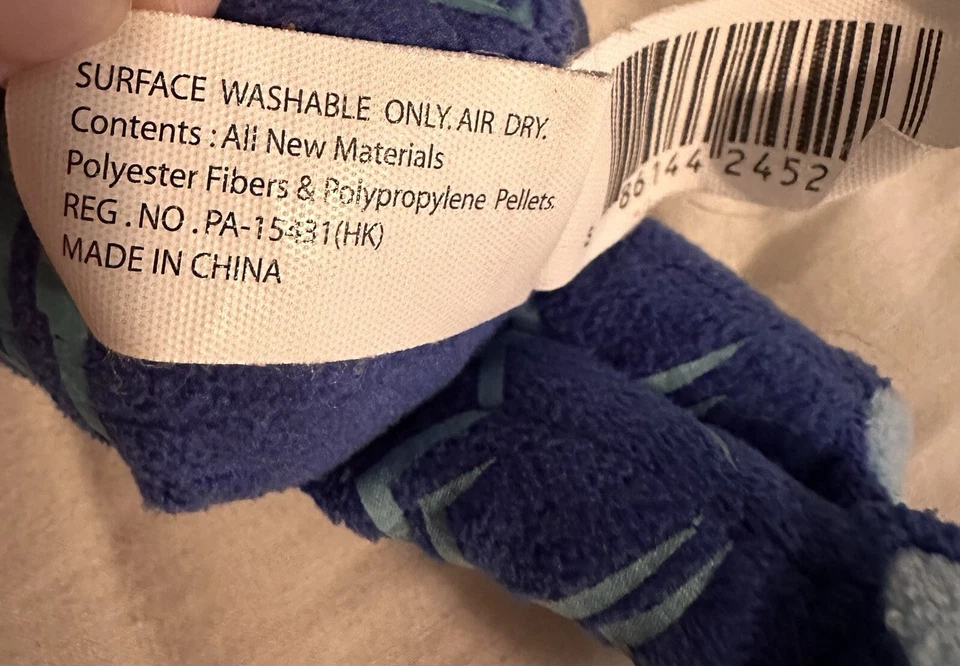 SURFACE WASHABLE ONLY. AIR DRY.
Contents : All New Materials
Polyester Fibers & Polypropylene Pellets.
REG . NO . PA-15431(HK)
MADE IN CHINA
86144 2452